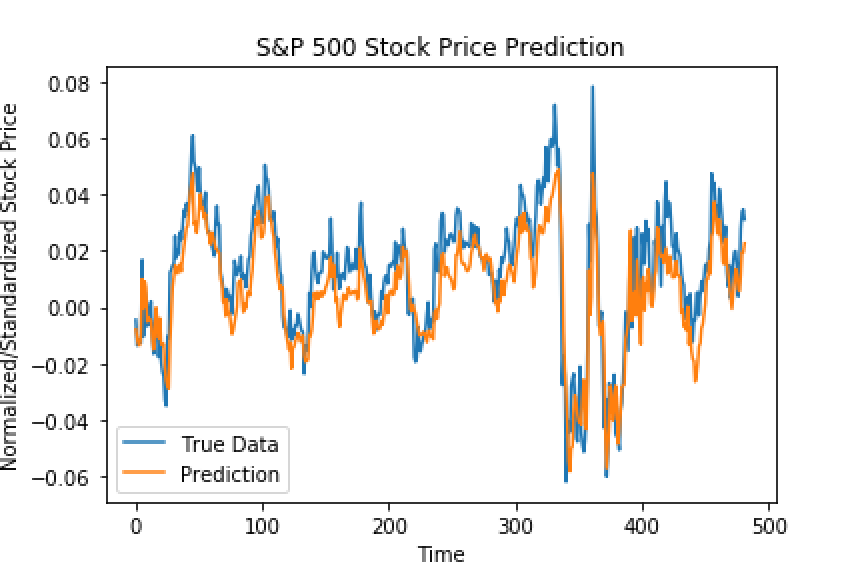 S&P 500 Stock Price Prediction
Normalized/Standardized Stock Price
0.08
0.06
0.04
0.02
0.00
−0.02
−0.04
−0.06
True Data
Prediction
0 100 200 300 400 500
Time